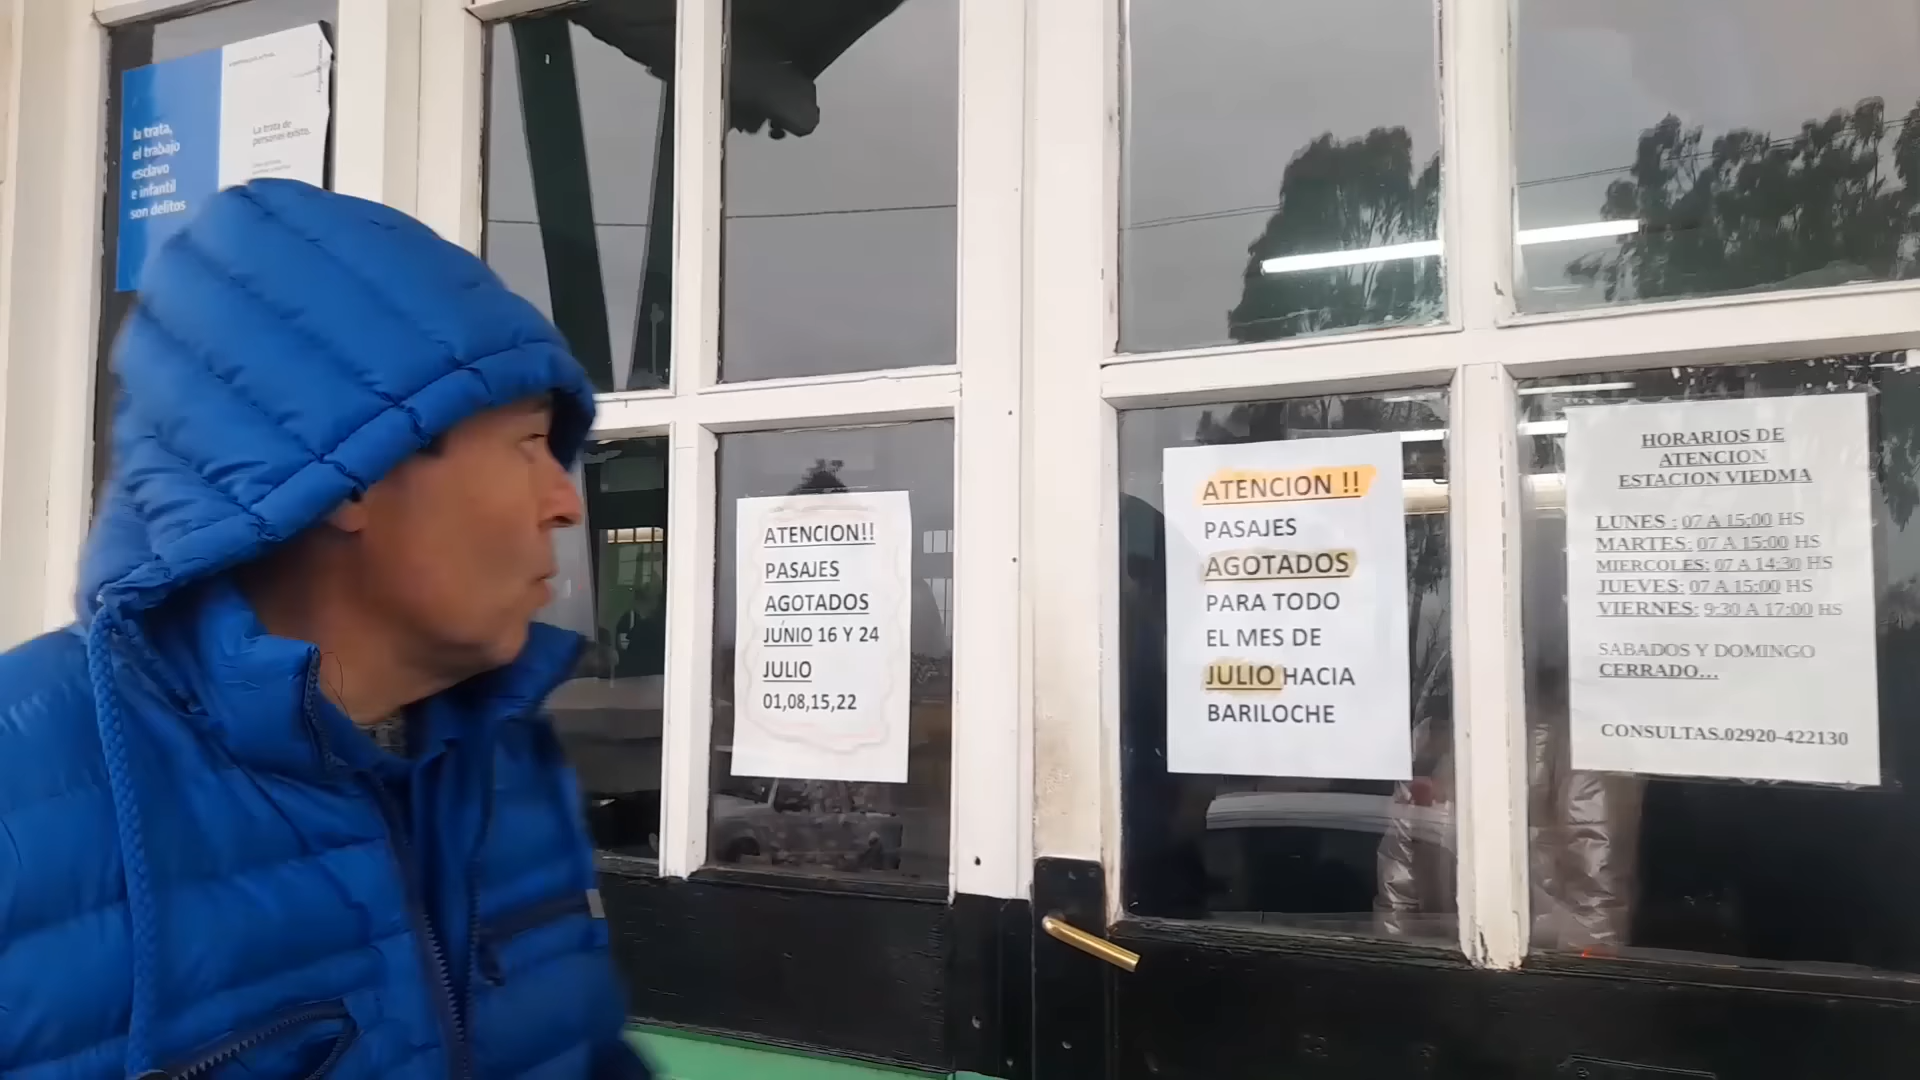 la trata,
el trabajo
esclavo
e infantil
son delitos
La trata de
personas existe.
ATENCION!!
PASAJES
AGOTADOS
JUNIO 16 Y 24
JULIO
01,08,15,22
ATENCION !!
PASAJES
AGOTADOS
PARA TODO
EL MES DE
JULIO HACIA
BARILOCHE
HORARIOS DE
ATENCION
ESTACION VIEDMA
LUNES : 07 A 15:00 HS
MARTES: 07 A 15:00 HS
MIERCOLES: 07 A 14:30 HS
JUEVES: 07 A 15:00 HS
VIERNES: 9:30 A 17:00 HS
SABADOS Y DOMINGO
CERRADO...
CONSULTAS.02920-422130